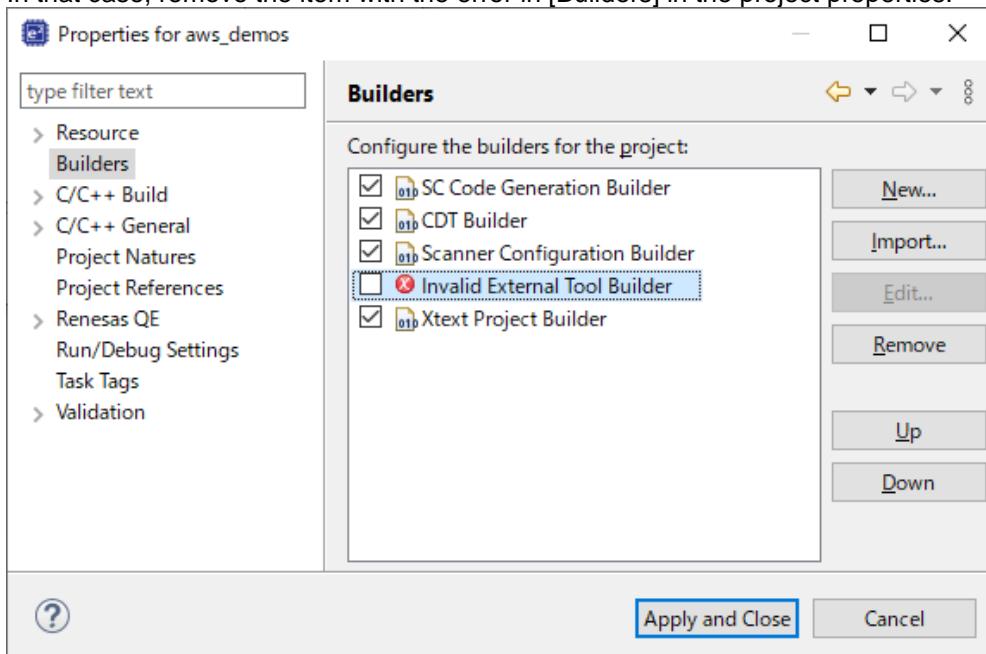 In that case, remove the item with the error in [Builders] in the project properties.
Properties for aws_demos
type filter text
Resource
Builders
C/C++ Build
C/C++ General
Project Natures
Project References
Renesas QE
Run/Debug Settings
Task Tags
Validation
Builders
Configure the builders for the project:
SC Code Generation Builder
CDT Builder
Scanner Configuration Builder
Invalid External Tool Builder
Xtext Project Builder
New...
Import...
Edit...
Remove
Up
Down
Apply and Close
Cancel